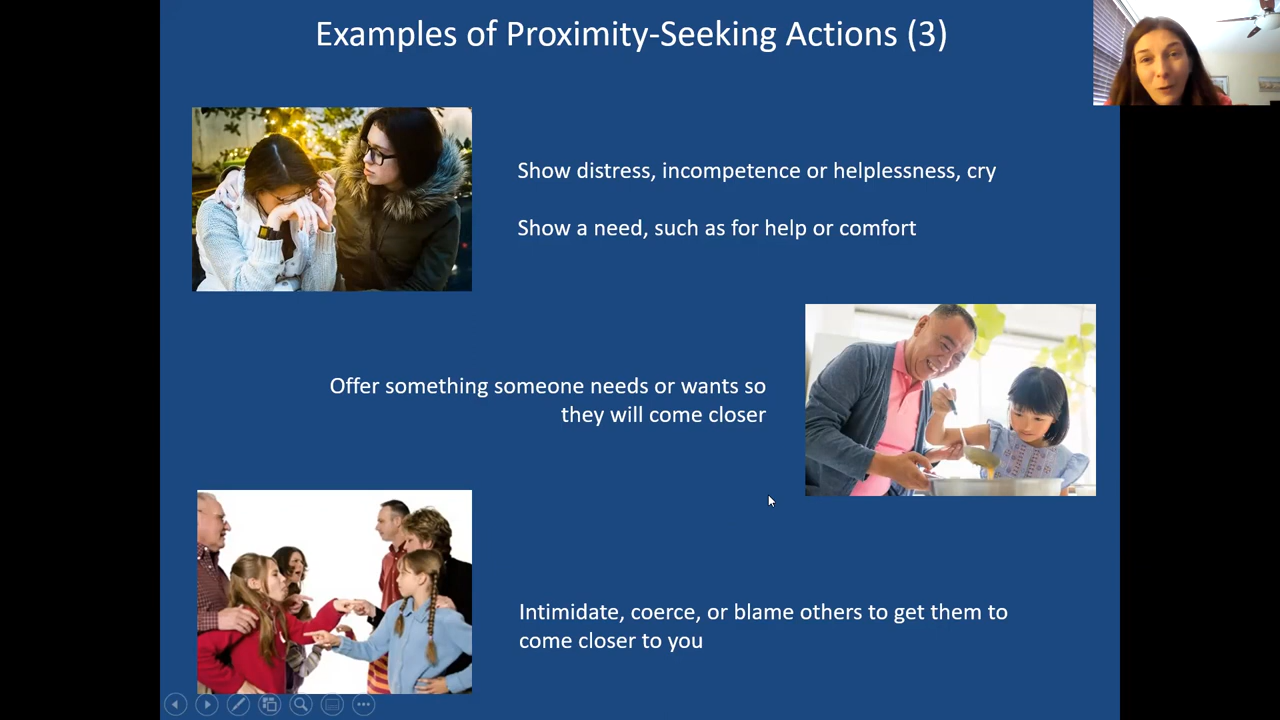 Examples of Proximity-Seeking Actions (3)
Show distress, incompetence or helplessness, cry
Show a need, such as for help or comfort
Offer something someone needs or wants so
they will come closer
Intimidate, coerce, or blame others to get them to
come closer to you